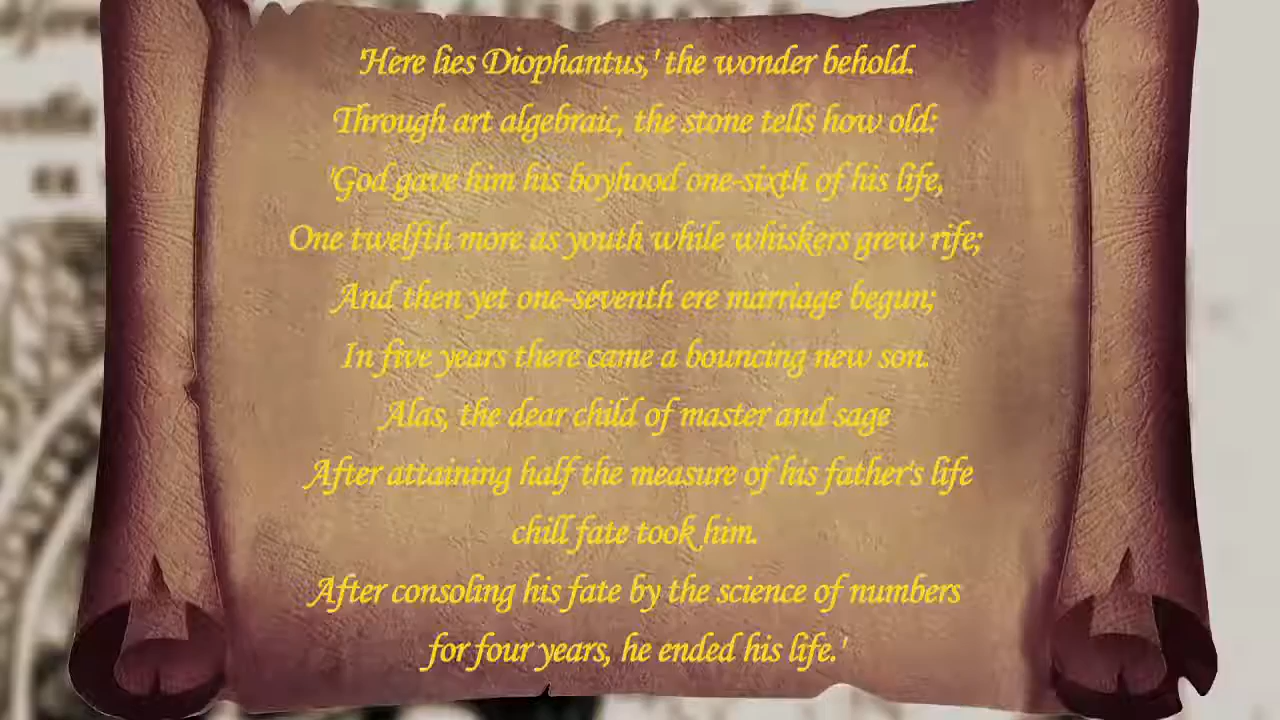 'Here lies Diophantus,' the wonder behold.
Through art algebraic, the stone tells how old:
'God gave him his boyhood one-sixth of his life,
One twelfth more as youth while whiskers grew rife;
And then yet one-seventh ere marriage begun;
In five years there came a bouncing new son.
Alas, the dear child of master and sage
After attaining half the measure of his father's life
chill fate took him.
After consoling his fate by the science of numbers
for four years, he ended his life.'